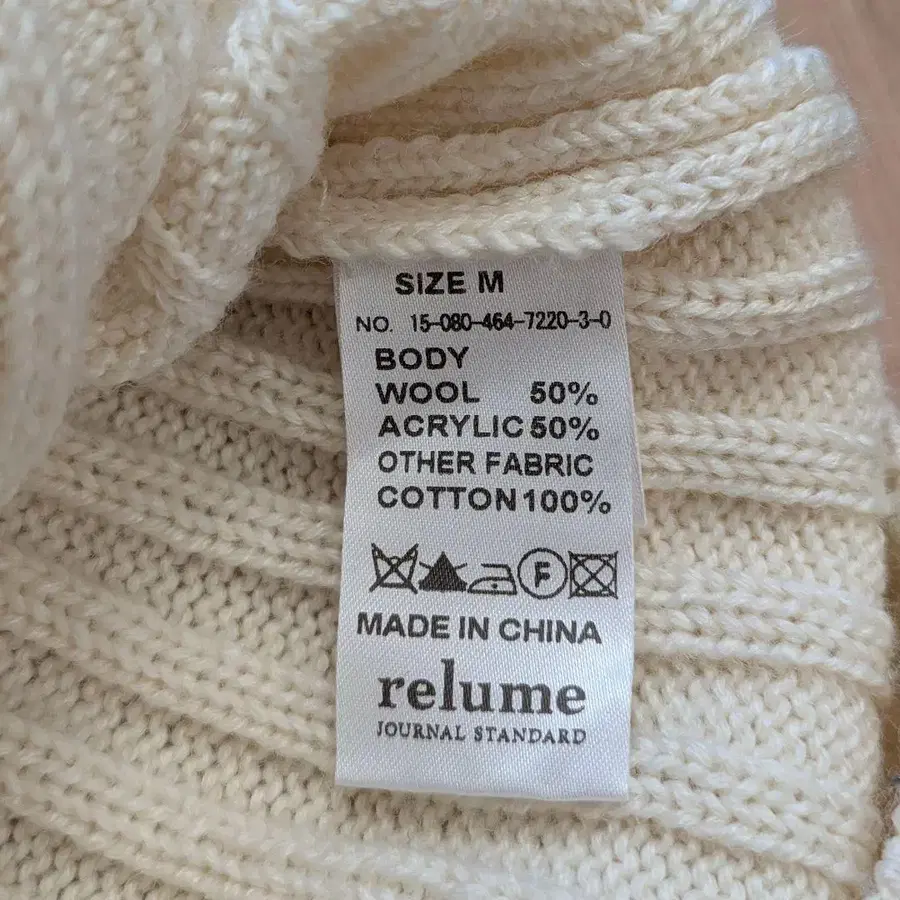 SIZE M
NO. 15-080-464-7220-3-0
BODY
WOOL 50%
ACRYLIC 50%
OTHER FABRIC
COTTON 100%
F
MADE IN CHINA
relume
JOURNAL STANDARD